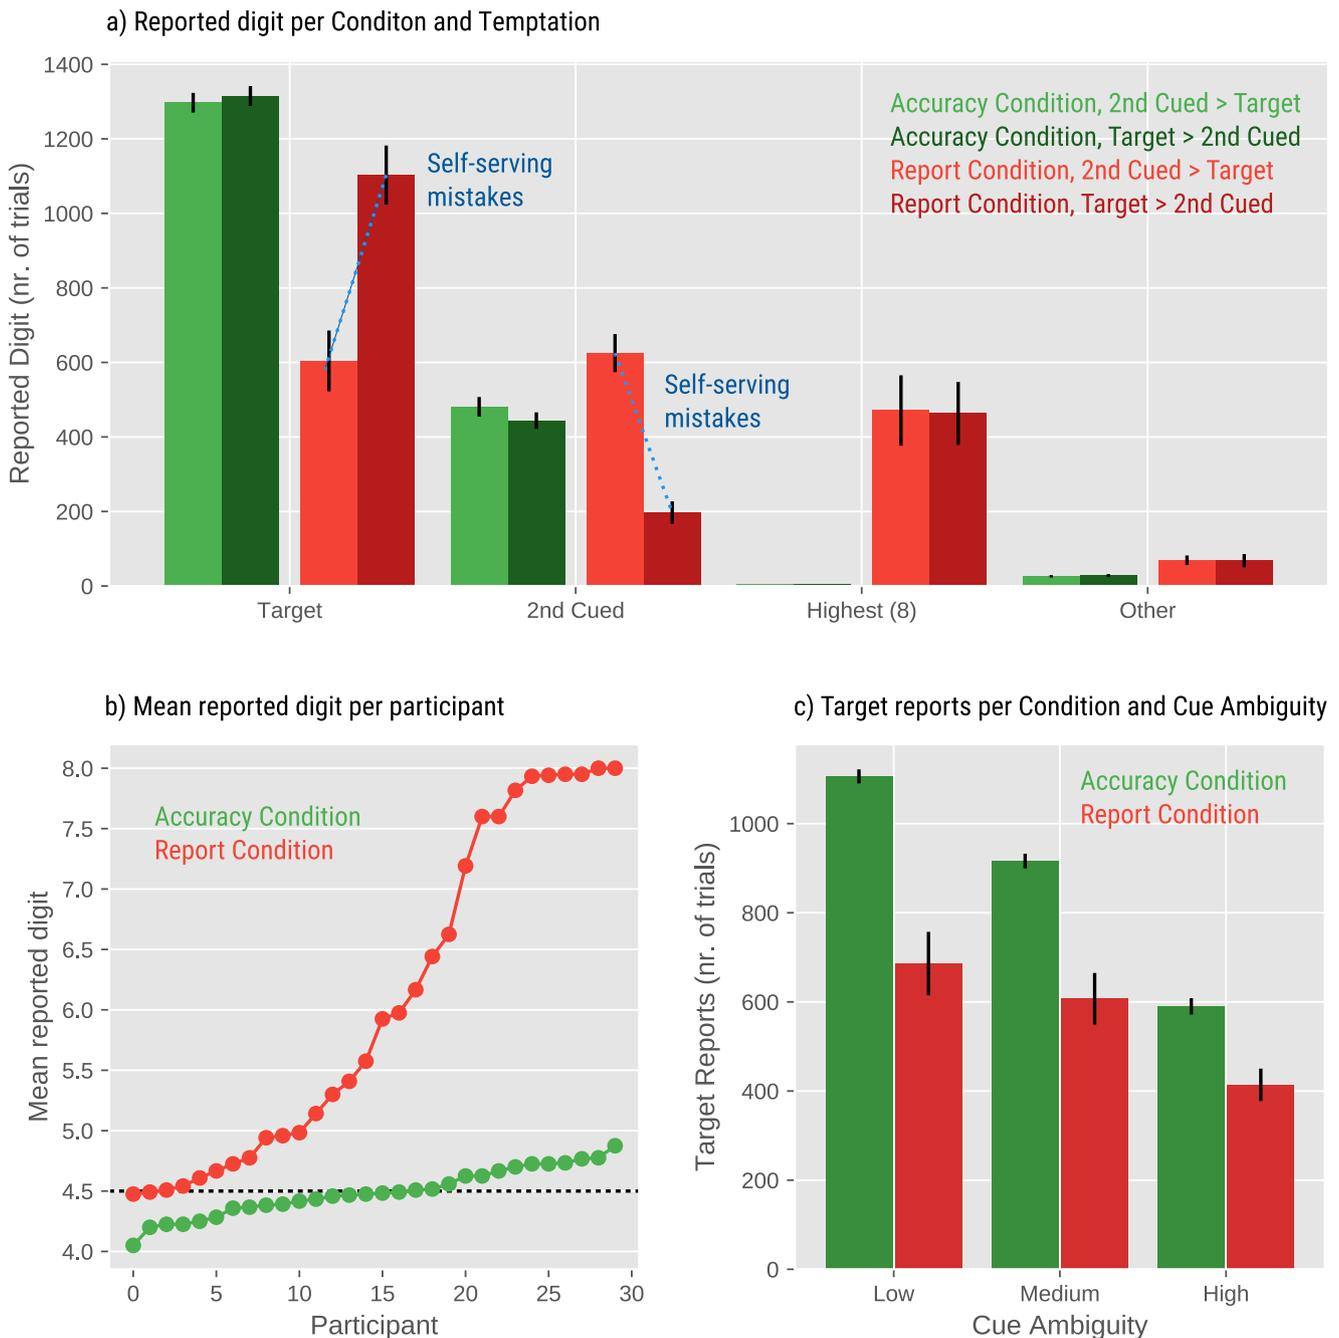 a) Reported digit per Conditon and Temptation
1400
1200
1000
800
600
400
200
0
Reported Digit (nr. of trials)
Accuracy Condition, 2nd Cued > Target
Accuracy Condition, Target > 2nd Cued
Report Condition, 2nd Cued > Target
Report Condition, Target > 2nd Cued
Self-serving
mistakes
Self-serving
mistakes
Target
2nd Cued
Highest (8)
Other
b) Mean reported digit per participant
8.0
7.5
7.0
6.5
6.0
5.5
5.0
4.5
4.0
Mean reported digit
Accuracy Condition
Report Condition
0
5
10
15
20
25
30
Participant
c) Target reports per Condition and Cue Ambiguity
1000
800
600
400
200
0
Target Reports (nr. of trials)
Accuracy Condition
Report Condition
Low
Medium
High
Cue Ambiguity